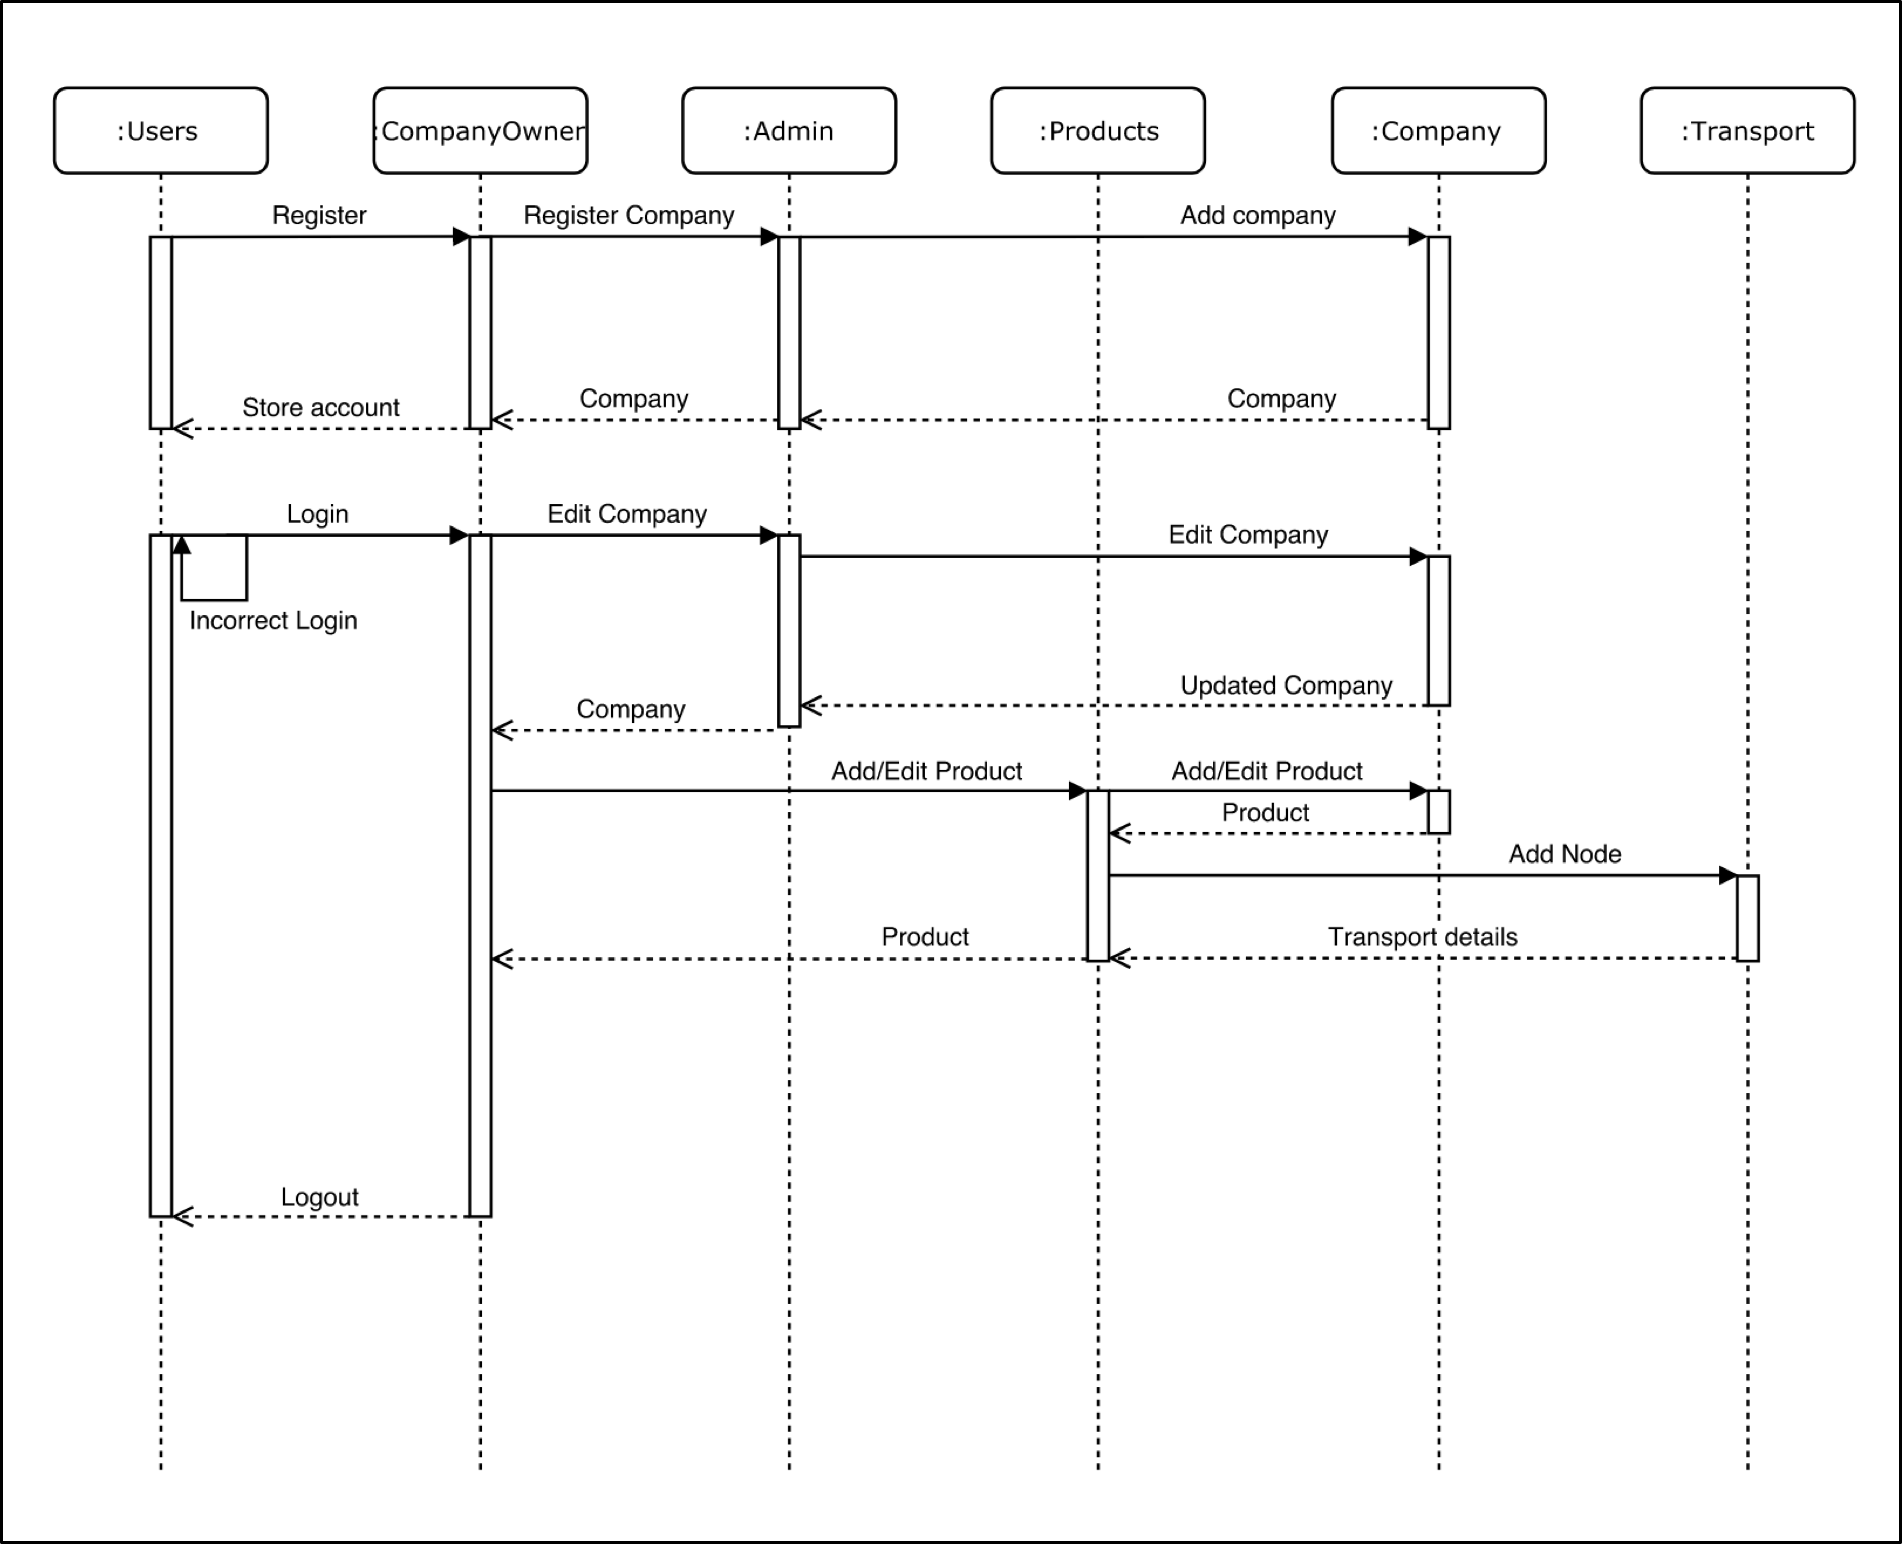 :Users
:CompanyOwner
:Admin
:Products
:Company
:Transport
Register
Register Company
Add company
Store account
Company
Company
Login
Edit Company
Edit Company
Incorrect Login
Updated Company
Company
Add/Edit Product
Add/Edit Product
Product
Add Node
Product
Transport details
Logout